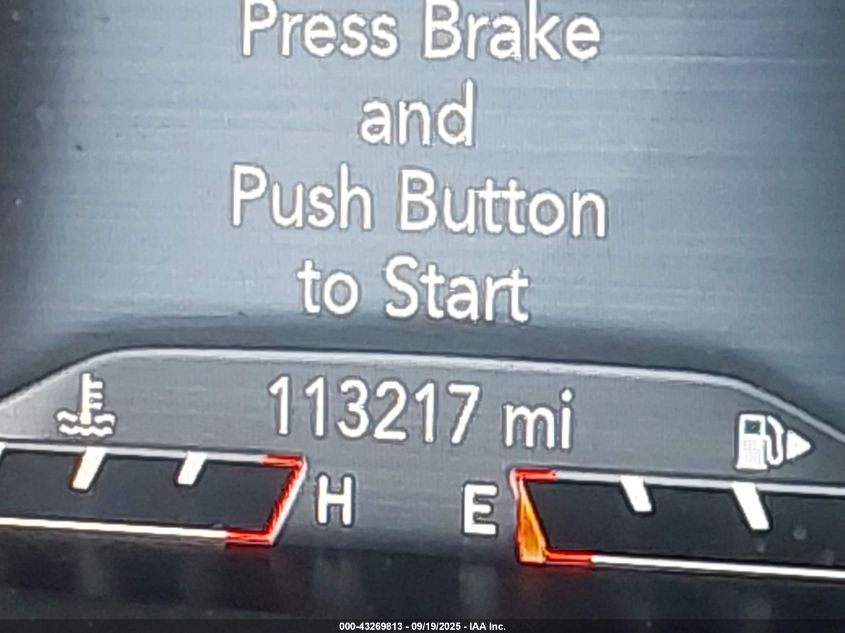 Press Brake
and
Push Button
to Start
113217 mi
H E
000-43269813 - 09/19/2025 - IAA Inc.